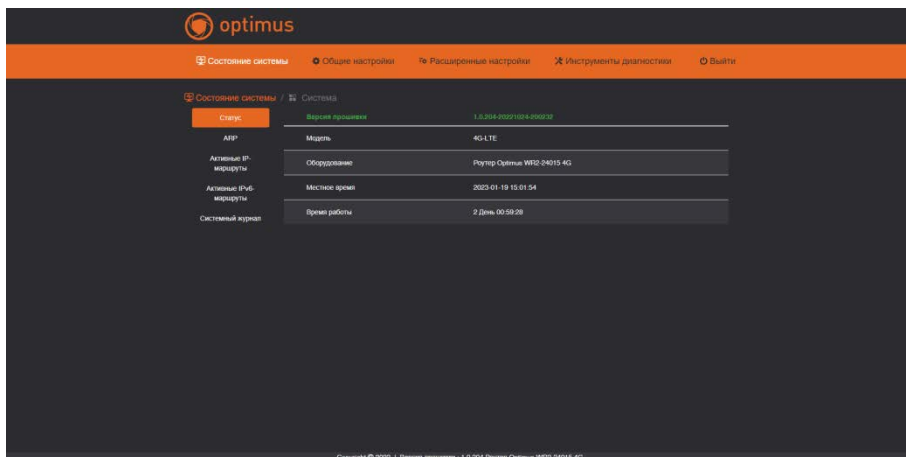 optimus
Состояние системы Общие настройки Расширенные настройки Инструменты диагностики Выйти
Состояние системы / Система
Статус
ARP
Активные IP-
маршруты
Активные IPv6-
маршруты
Системный журнал
Версия прошивки 1.0.204-20221024-200232
Модель 4G-LTE
Оборудование Роутер Optimus WR2-24015 4G
Местное время 2023-01-19 15:01:54
Время работы 2 День 00:59:28